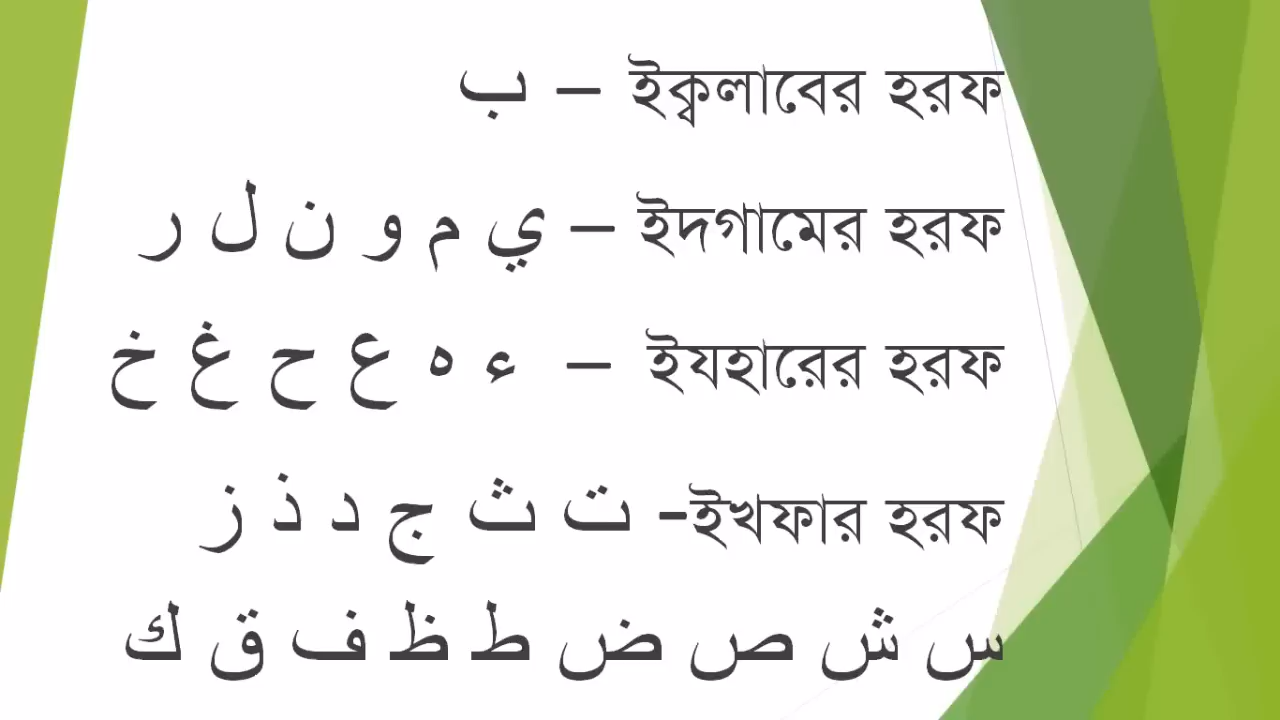 ইক্বলাবের হরফ – ب
ইদগামের হরফ – ي م و ن ل ر
ইযহারের হরফ – ء ه ع ح غ خ
ইখফার হরফ- ت ث ج د ذ ز
س ش ص ض ط ظ ف ق ك